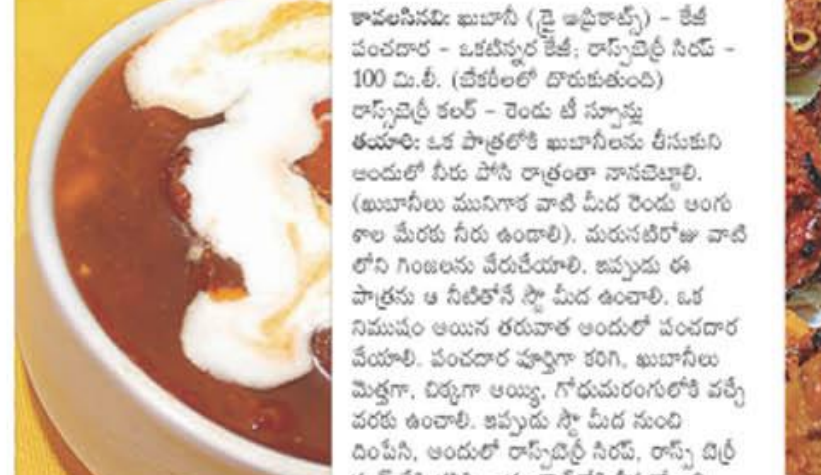 కావలసినవి: ఖుబానీ (డ్రై ఆప్రికాట్స్) – కేజీ
పంచదార – ఒకటిన్నర కేజీ; రాస్ప్‌బెర్రీ సిరప్ –
100 మి.లీ. (బేకరీలలో దొరుకుతుంది)
రాస్ప్‌బెర్రీ కలర్ – రెండు టీ స్పూన్లు
తయారి: ఒక పాత్రలోకి ఖుబానీలను తీసుకుని
అందులో నీరు పోసి రాత్రంతా నానబెట్టాలి.
(ఖుబానీలు మునిగాక వాటి మీద రెండు అంగు
ళాల మేరకు నీరు ఉండాలి). మరుసటిరోజు వాటి
లోని గింజలను వేరుచేయాలి. ఇప్పుడు ఈ
పాత్రను ఆ నీటితోనే స్టౌ మీద ఉంచాలి. ఒక
నిముషం అయిన తరువాత అందులో పంచదార
వేయాలి. పంచదార పూర్తిగా కరిగి, ఖుబానీలు
మెత్తగా, చిక్కగా అయ్యి, గోధుమరంగులోకి వచ్చే
వరకు ఉంచాలి. ఇప్పుడు స్టౌ మీద నుంచి
దింపేసి, అందులో రాస్ప్‌బెర్రీ సిరప్, రాస్ప్ బెర్రీ